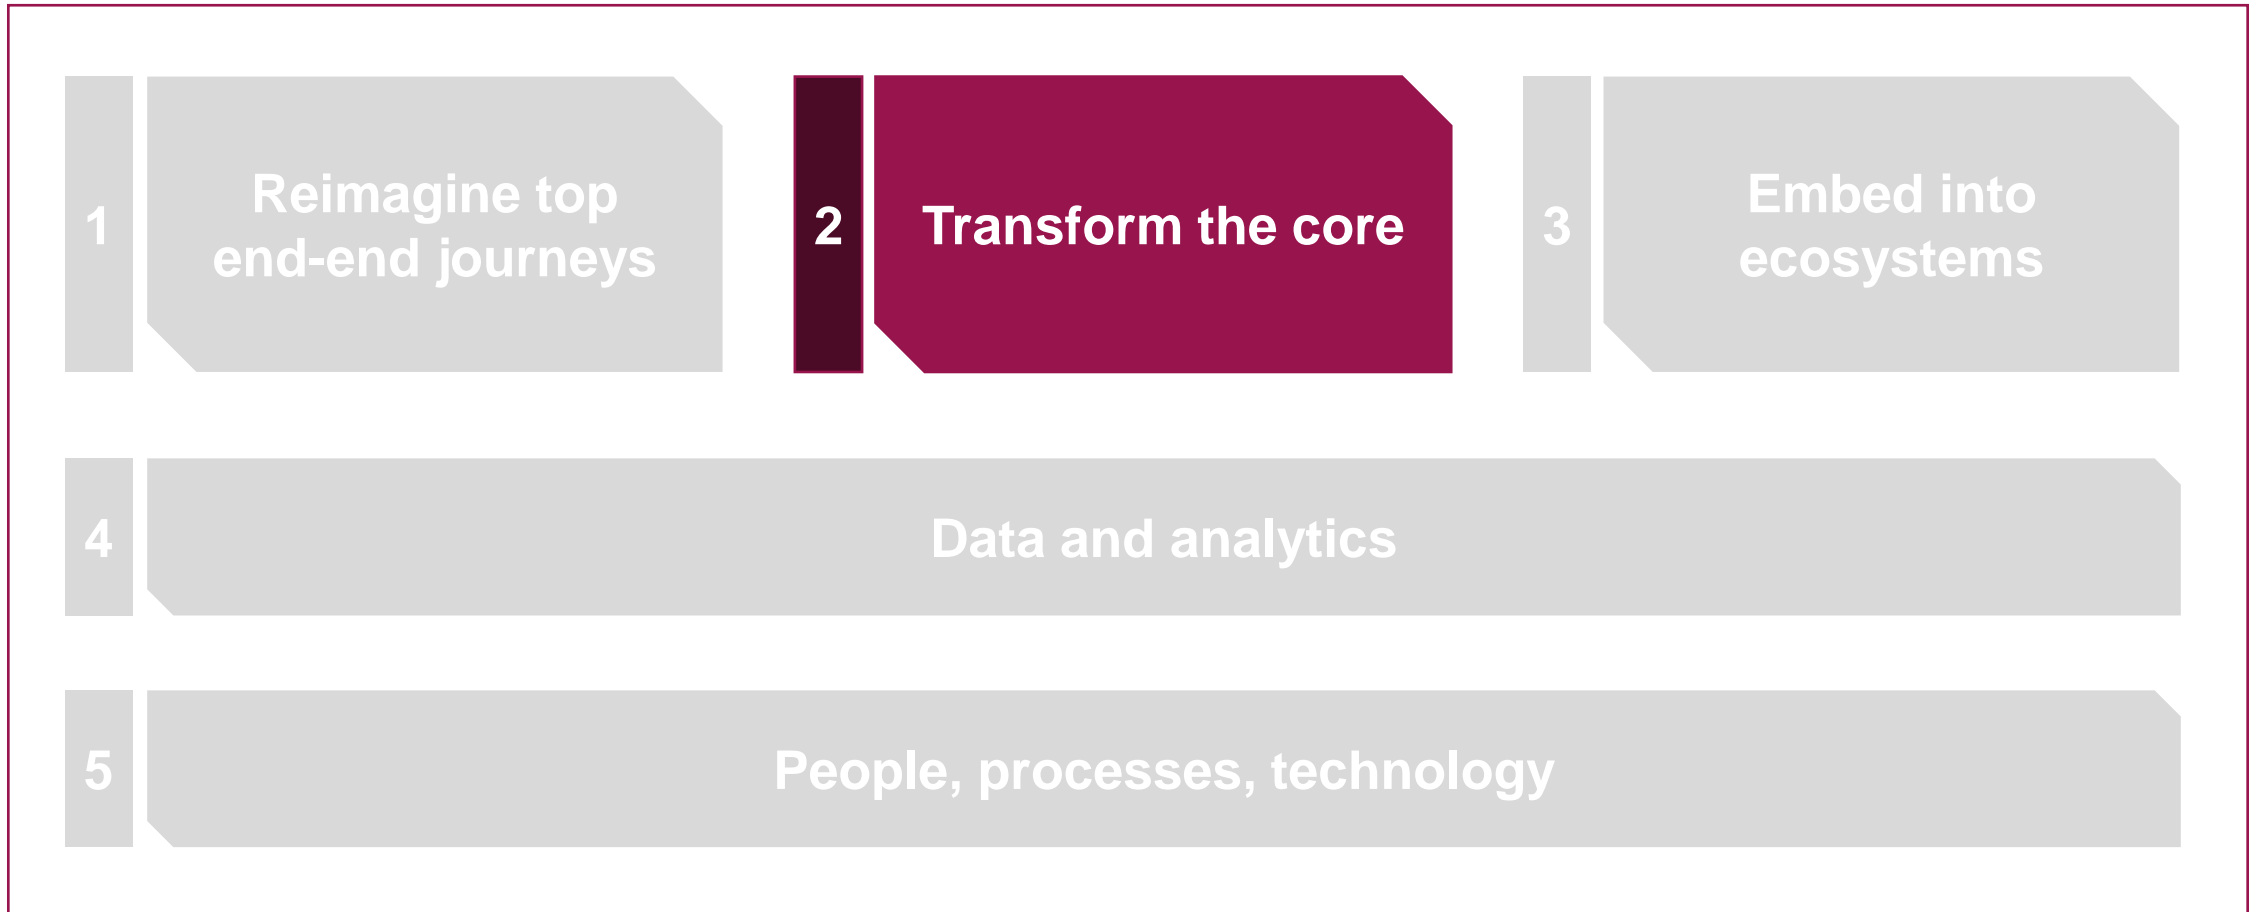 1
Reimagine top
end-end journeys
2
Transform the core
3
Embed into
ecosystems
4
Data and analytics
5
People, processes, technology